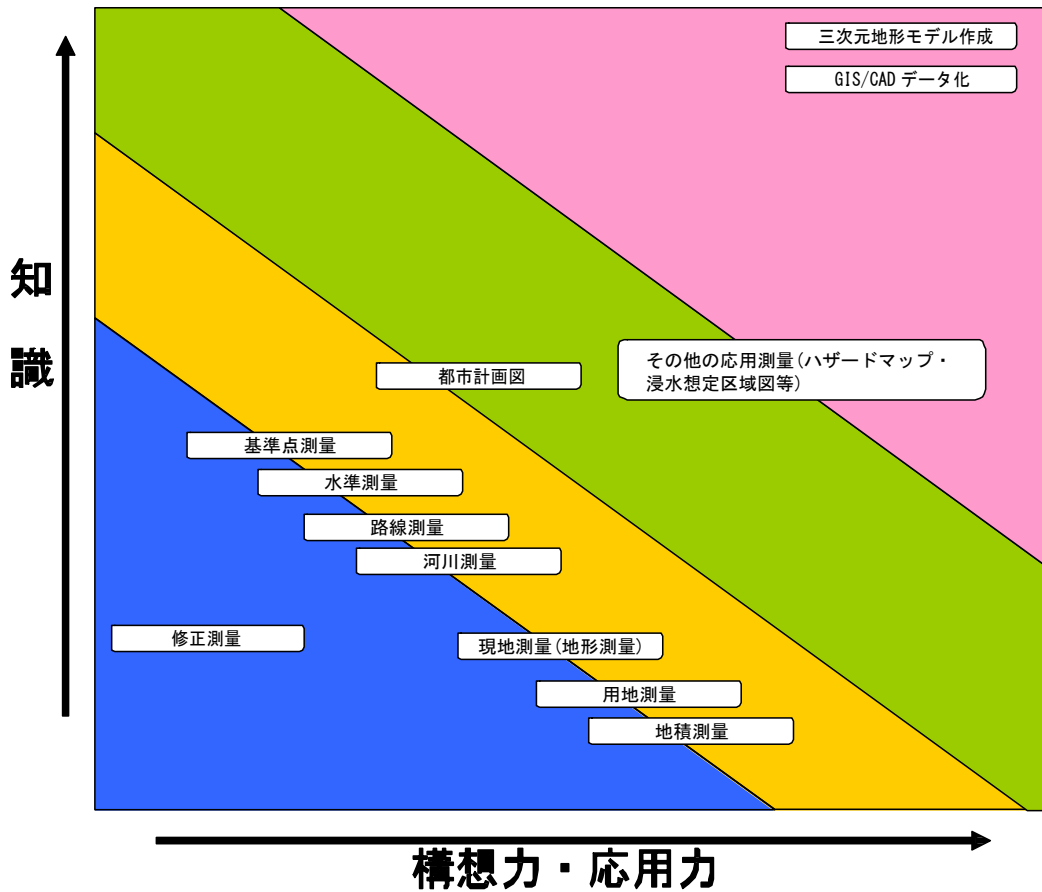 三次元地形モデル作成
GIS/CAD データ化
知
識
その他の応用測量(ハザードマップ・
浸水想定区域図等)
都市計画図
基準点測量
水準測量
路線測量
河川測量
修正測量
現地測量(地形測量)
用地測量
地積測量
構想力・応用力